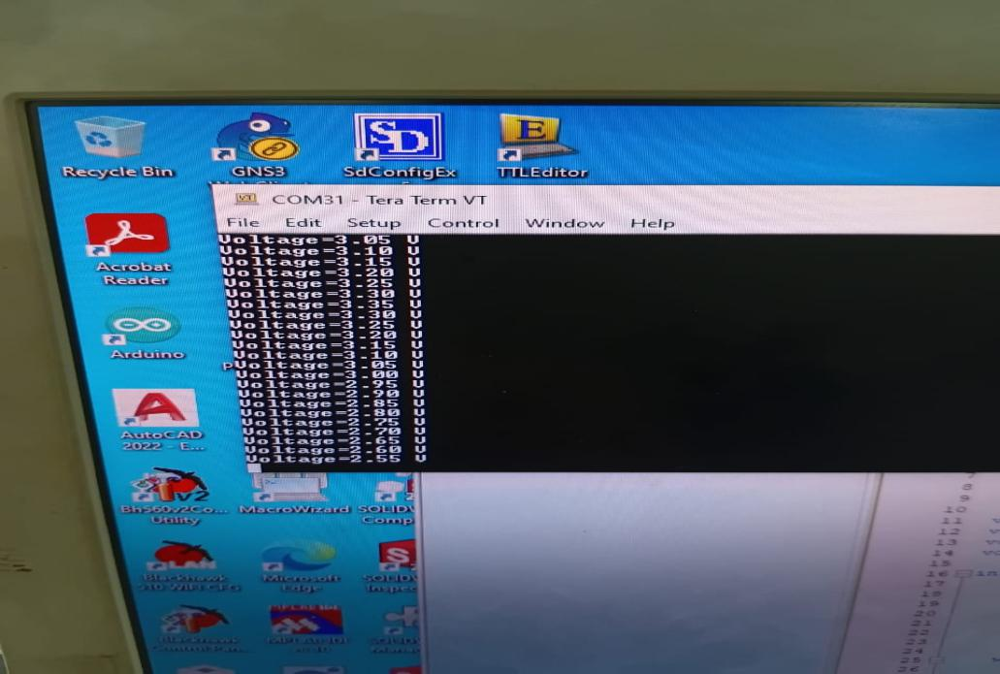 Recycle Bin
GNS3
SdConfigEx
TTLEditor
COM31 - Tera Term VT
File Edit Setup Control Window Help
Voltage=3.05 V
Voltage=3.10 V
Voltage=3.15 V
Voltage=3.20 V
Voltage=3.25 V
Voltage=3.30 V
Voltage=3.35 V
Voltage=3.30 V
Voltage=3.25 V
Voltage=3.20 V
Voltage=3.15 V
Voltage=3.10 V
Voltage=3.05 V
Voltage=3.00 V
Voltage=2.95 V
Voltage=2.90 V
Voltage=2.85 V
Voltage=2.80 V
Voltage=2.75 V
Voltage=2.70 V
Voltage=2.65 V
Voltage=2.60 V
Voltage=2.55 V
Acrobat
Reader
Arduino
AutoCAD
2022 - E...
Bh560v2Co...
Utility
MacroWizard
SOLIDW
Comp
Blackhawk
510 WIFI CFG
Microsoft
Edge
SOLID
Inspec
Blackhawk
Control Pan...
8
9
10
11
12
13
14
15
16
17
18
19
20
21
22
23
24
25